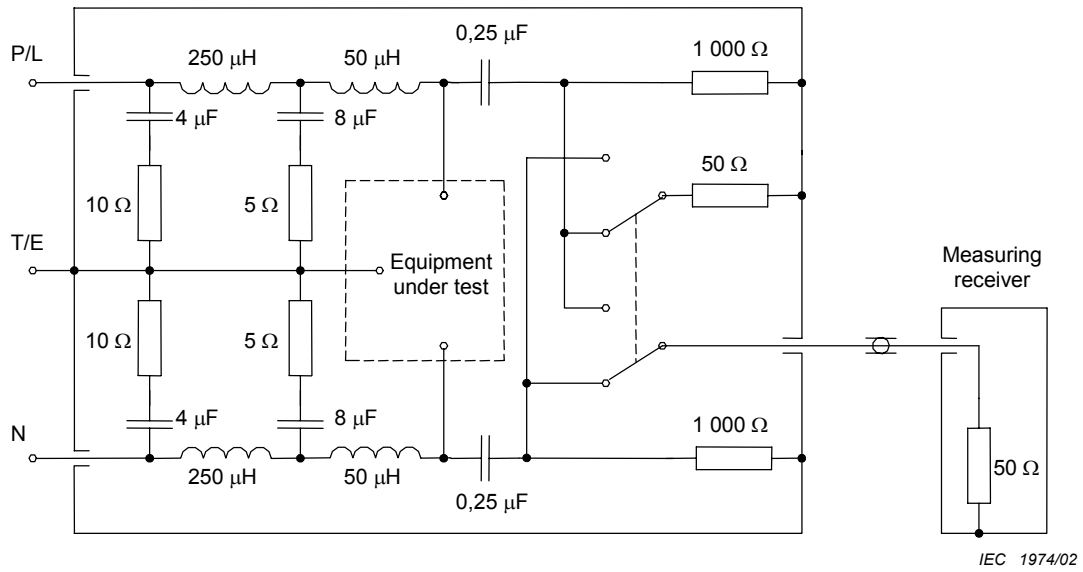 P/L
250 μH
50 μH
0,25 μF
1 000 Ω
4 μF
8 μF
50 Ω
10 Ω
5 Ω
T/E
Equipment
under test
Measuring
receiver
10 Ω
5 Ω
4 μF
8 μF
N
1 000 Ω
250 μH
50 μH
0,25 μF
50 Ω
IEC 1974/02